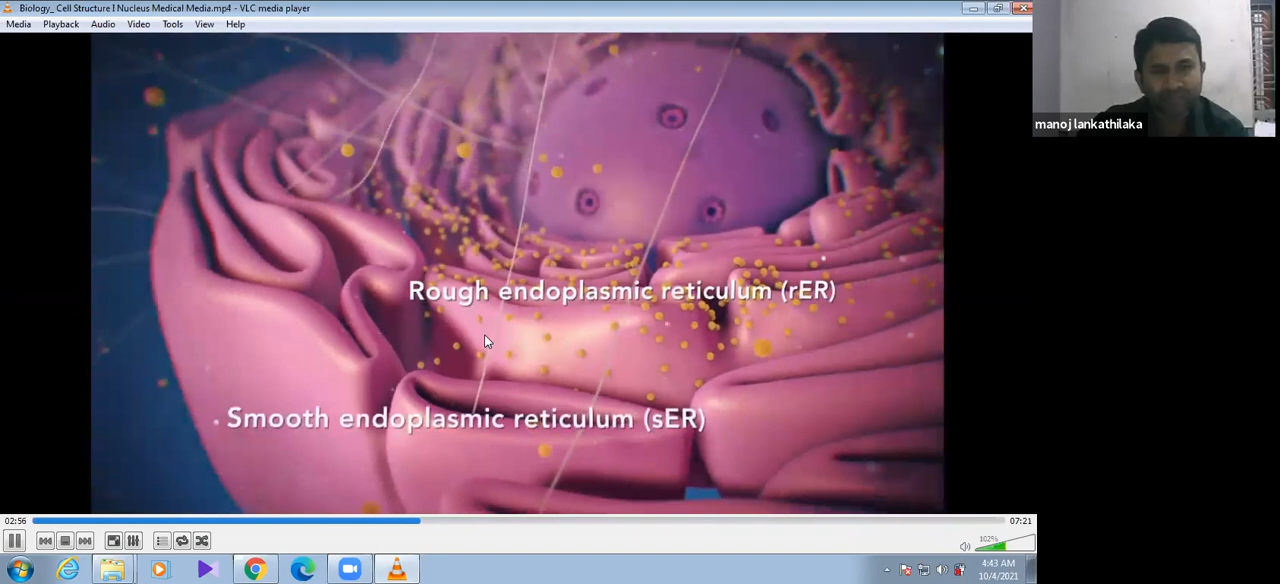 Biology_ Cell Structure I Nucleus Medical Media.mp4 - VLC media player
Media Playback Audio Video Tools View Help
manoj lankathilaka
Rough endoplasmic reticulum (rER)
Smooth endoplasmic reticulum (sER)
02:56
07:21
102%
4:43 AM
10/4/2021